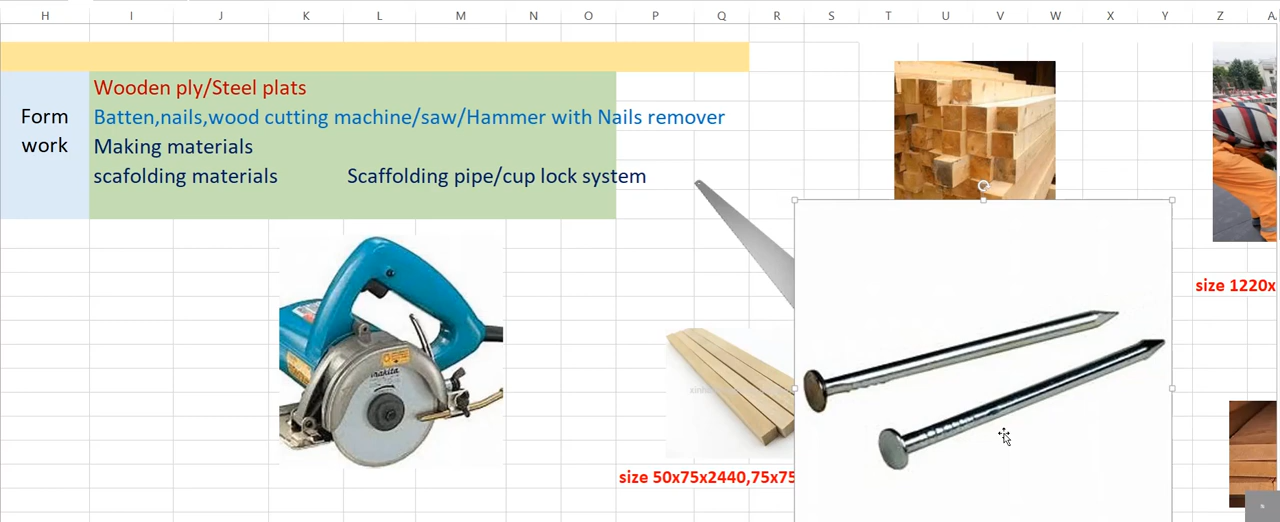 H I J K L M N O P Q R S T U V W X Y Z
Wooden ply/Steel plats
Form
work
Batten,nails,wood cutting machine/saw/Hammer with Nails remover
Making materials
scafolding materials Scaffolding pipe/cup lock system
makita
size 1220x
size 50x75x2440,75x75